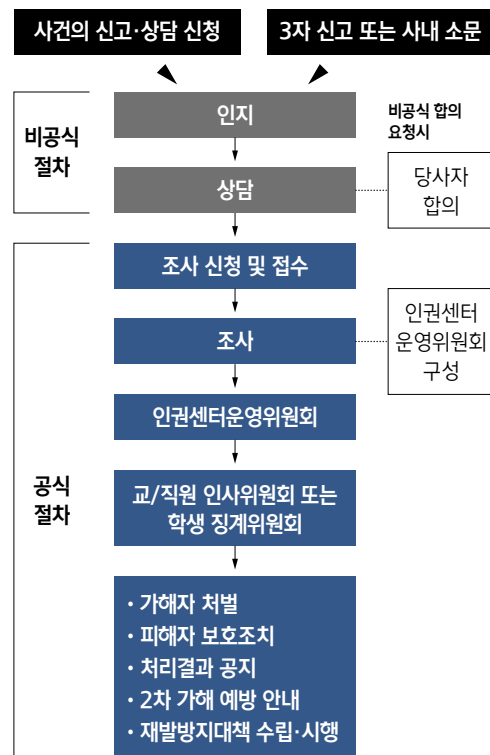 사건의 신고·상담 신청
3자 신고 또는 사내 소문
비공식
절차
인지
비공식 합의
요청시
상담
당사자
합의
공식
절차
조사 신청 및 접수
조사
인권센터
운영위원회
구성
인권센터운영위원회
교/직원 인사위원회 또는
학생 징계위원회
· 가해자 처벌
· 피해자 보호조치
· 처리결과 공지
· 2차 가해 예방 안내
· 재발방지대책 수립·시행